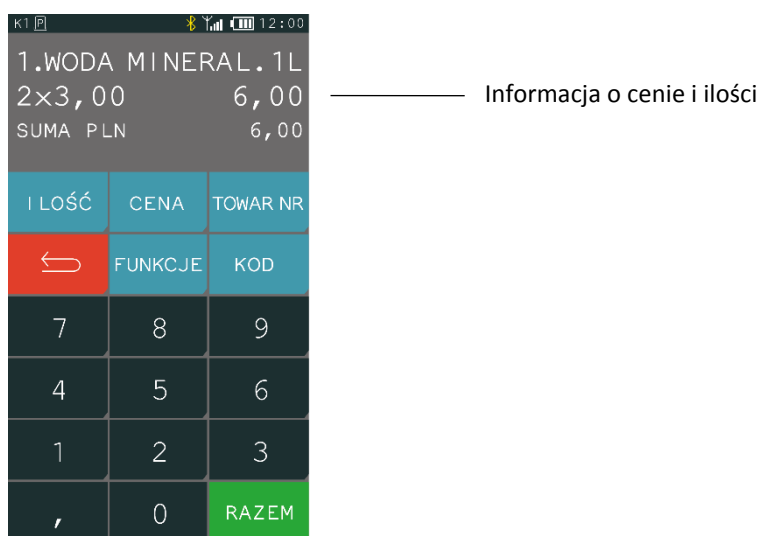 K1 P 12:00
1.WODA MINERAL.1L
2×3,00 6,00
SUMA PLN 6,00
Informacja o cenie i ilości
ILOŚĆ CENA TOWAR NR
FUNKCJE KOD
7 8 9
4 5 6
1 2 3
, 0 RAZEM